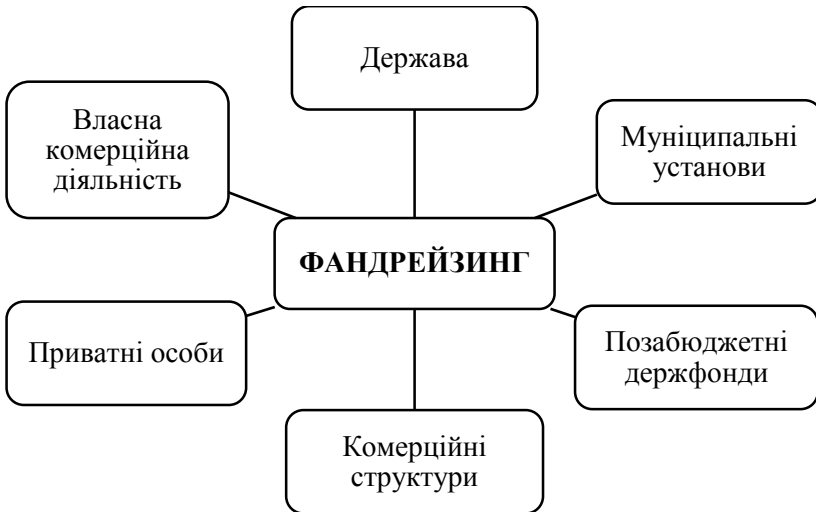 Держава
Власна
комерційна
діяльність
Муніципальні
установи
ФАНДРЕЙЗИНГ
Приватні особи
Позабюджетні
держфонди
Комерційні
структури